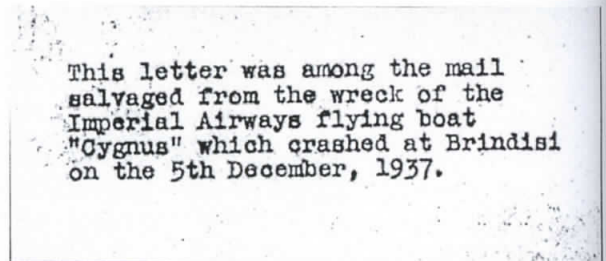 This letter was among the mail
salvaged from the wreck of the
Imperial Airways flying boat
"Cygnus" which crashed at Brindisi
on the 5th December, 1937.